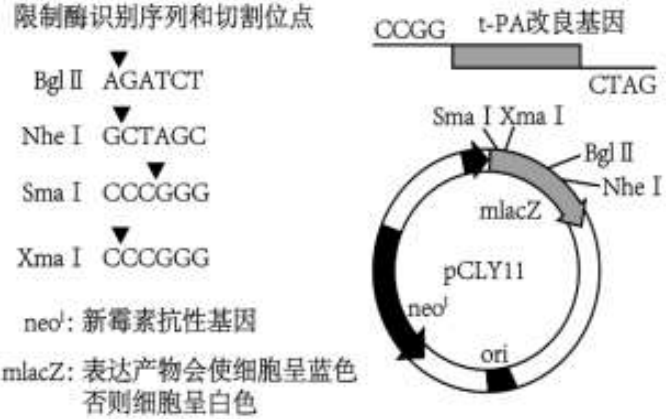 限制酶识别序列和切割位点
Bgl II AGATCT
Nhe I GCTAGC
Sma I CCCGGG
Xma I CCCGGG
neoʲ: 新霉素抗性基因
mlacZ: 表达产物会使细胞呈蓝色
否则细胞呈白色
CCGG t-PA改良基因
CTAG
Sma I Xma I
Bgl II
Nhe I
mlacZ
pCLY11
neoʲ
ori